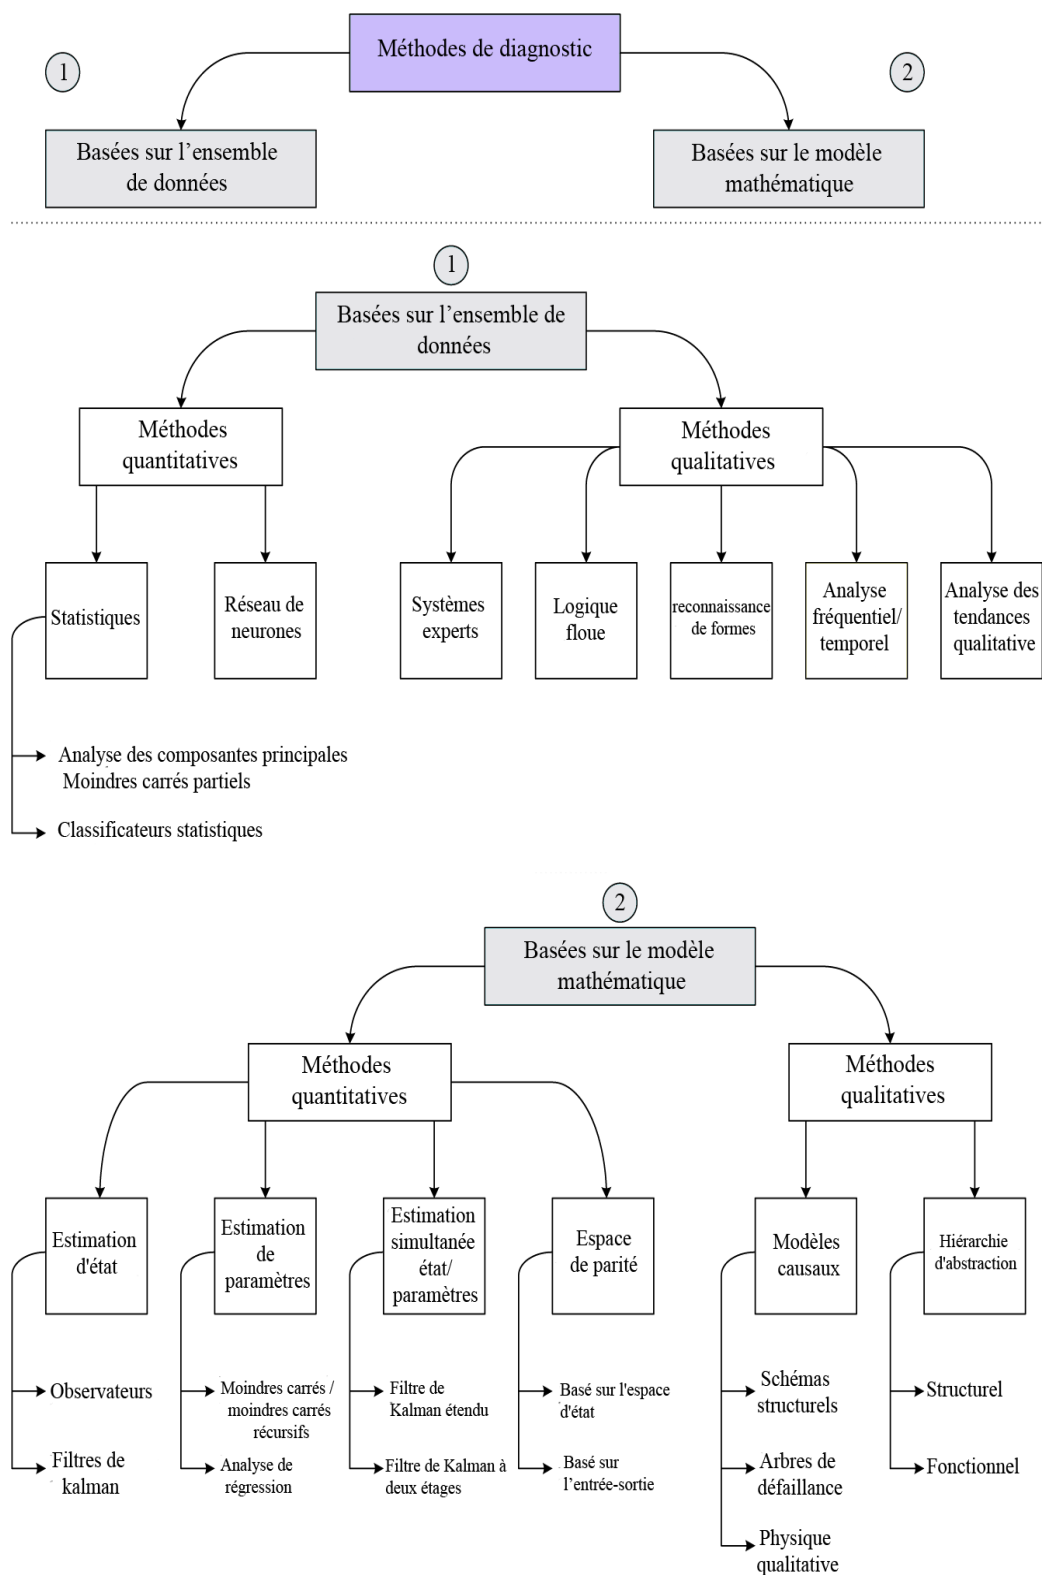 Méthodes de diagnostic
1
2
Basées sur l’ensemble
de données
Basées sur le modèle
mathématique
1
Basées sur l’ensemble de
données
Méthodes
quantitatives
Méthodes
qualitatives
Statistiques
Réseau de
neurones
Systèmes
experts
Logique
floue
reconnaissance
de formes
Analyse
fréquentiel/
temporel
Analyse des
tendances
qualitative
Analyse des composantes principales
Moindres carrés partiels
Classificateurs statistiques
2
Basées sur le modèle
mathématique
Méthodes
quantitatives
Méthodes
qualitatives
Estimation
d'état
Estimation
de
paramètres
Estimation
simultanée
état/
paramètres
Espace
de parité
Modèles
causaux
Hiérarchie
d'abstraction
Observateurs
Filtres de
kalman
Moindres carrés /
moindres carrés
récursifs
Analyse de
régression
Filtre de
Kalman étendu
Filtre de Kalman à
deux étages
Basé sur l'espace
d'état
Basé sur
l’entrée-sortie
Schémas
structurels
Arbres de
défaillance
Physique
qualitative
Structurel
Fonctionnel